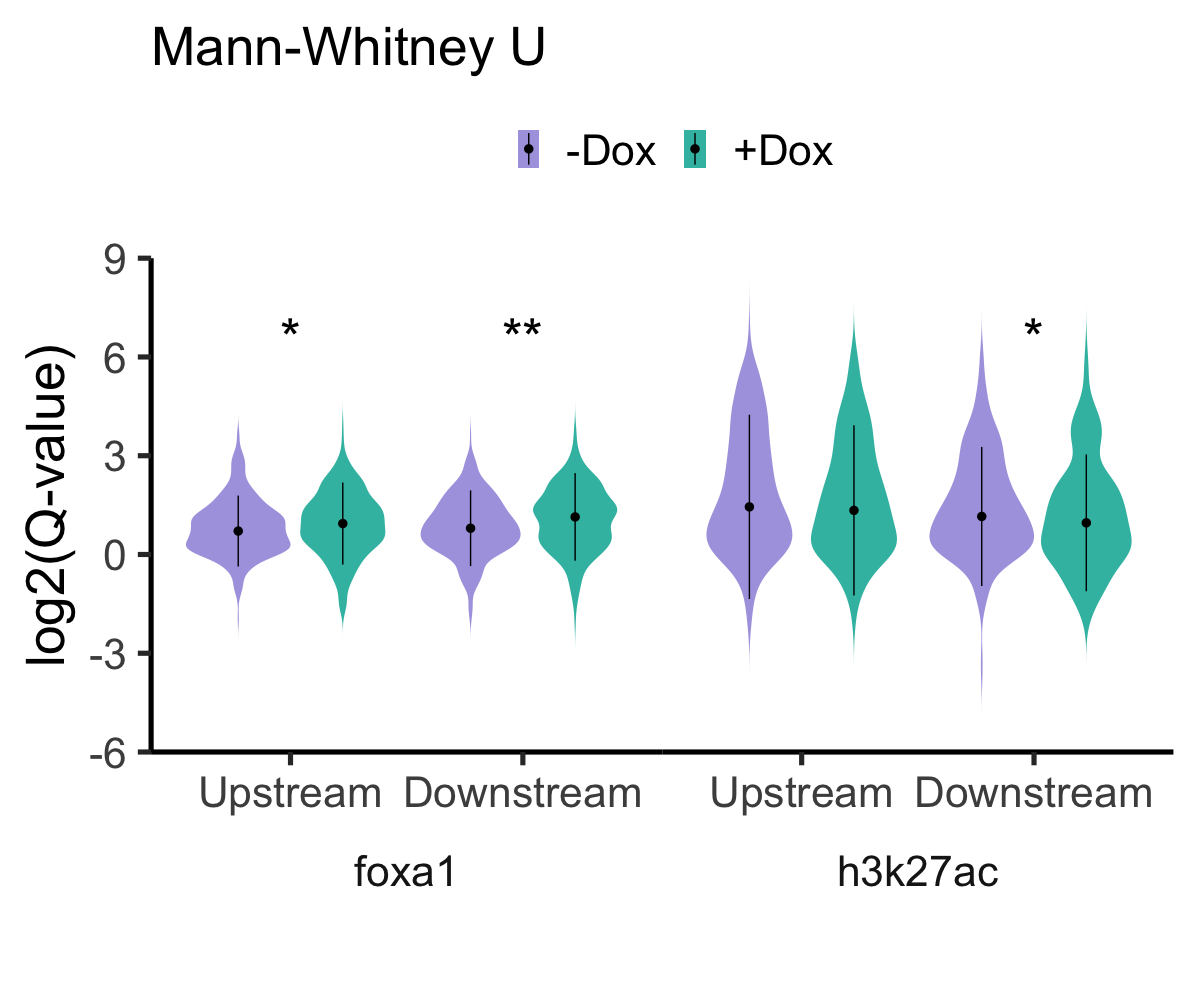 Mann-Whitney U
-Dox +Dox
log2(Q-value)
9
6
3
0
-3
-6
* ** *
Upstream Downstream Upstream Downstream
foxa1 h3k27ac